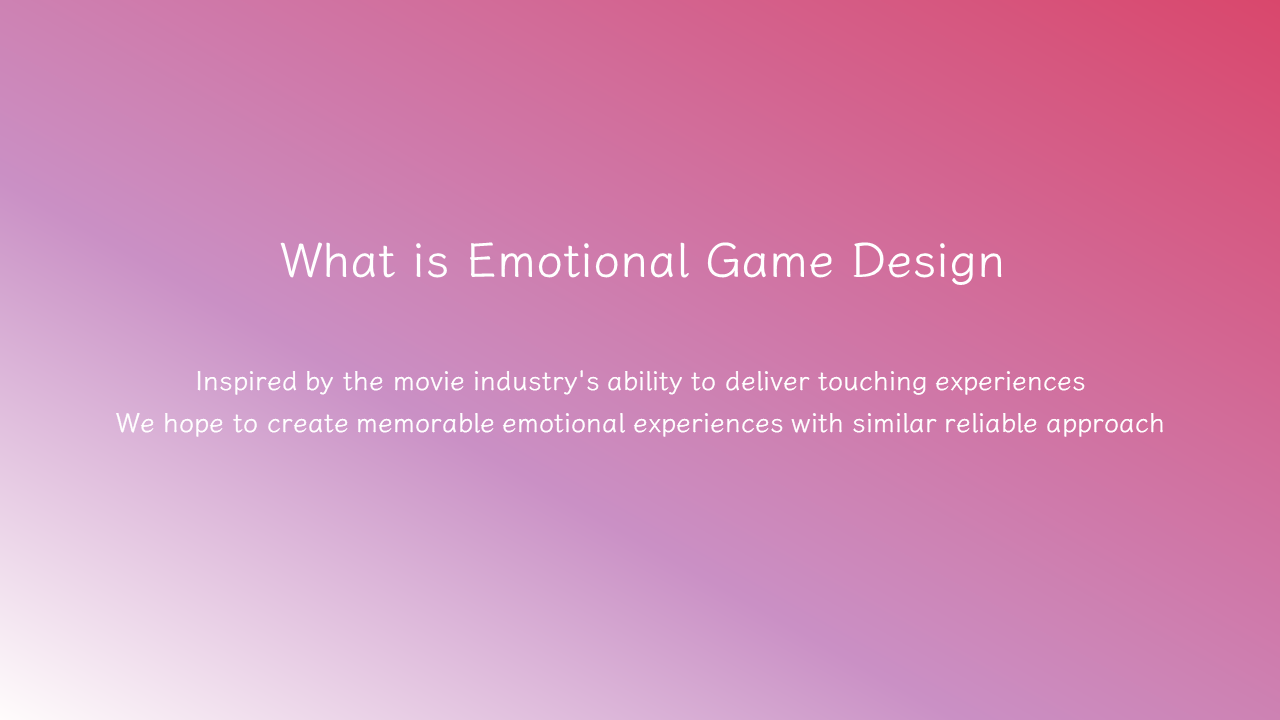 What is Emotional Game Design
Inspired by the movie industry's ability to deliver touching experiences
We hope to create memorable emotional experiences with similar reliable approach